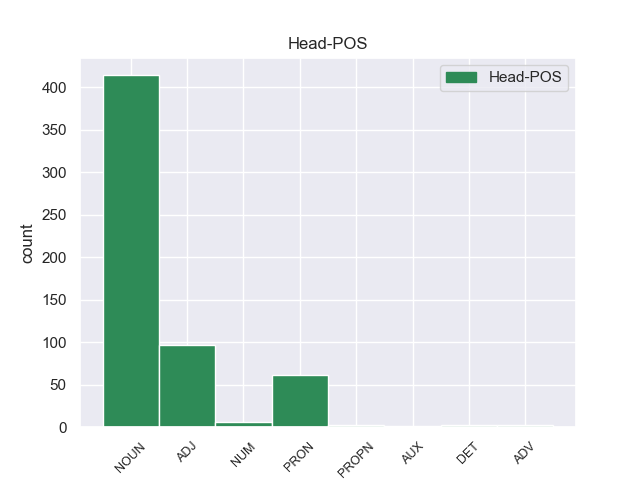 Head-POS
Head-POS
count
400
350
300
250
200
150
100
50
0
NOUN
ADJ
NUM
PRON
PROPN
AUX
DET
ADV